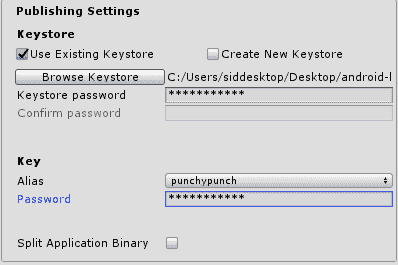 Publishing Settings
Keystore
Use Existing Keystore Create New Keystore
Browse Keystore C:/Users/siddesktop/Desktop/android-l
Keystore password ***********
Confirm password
Key
Alias punchypunch
Password ***********
Split Application Binary